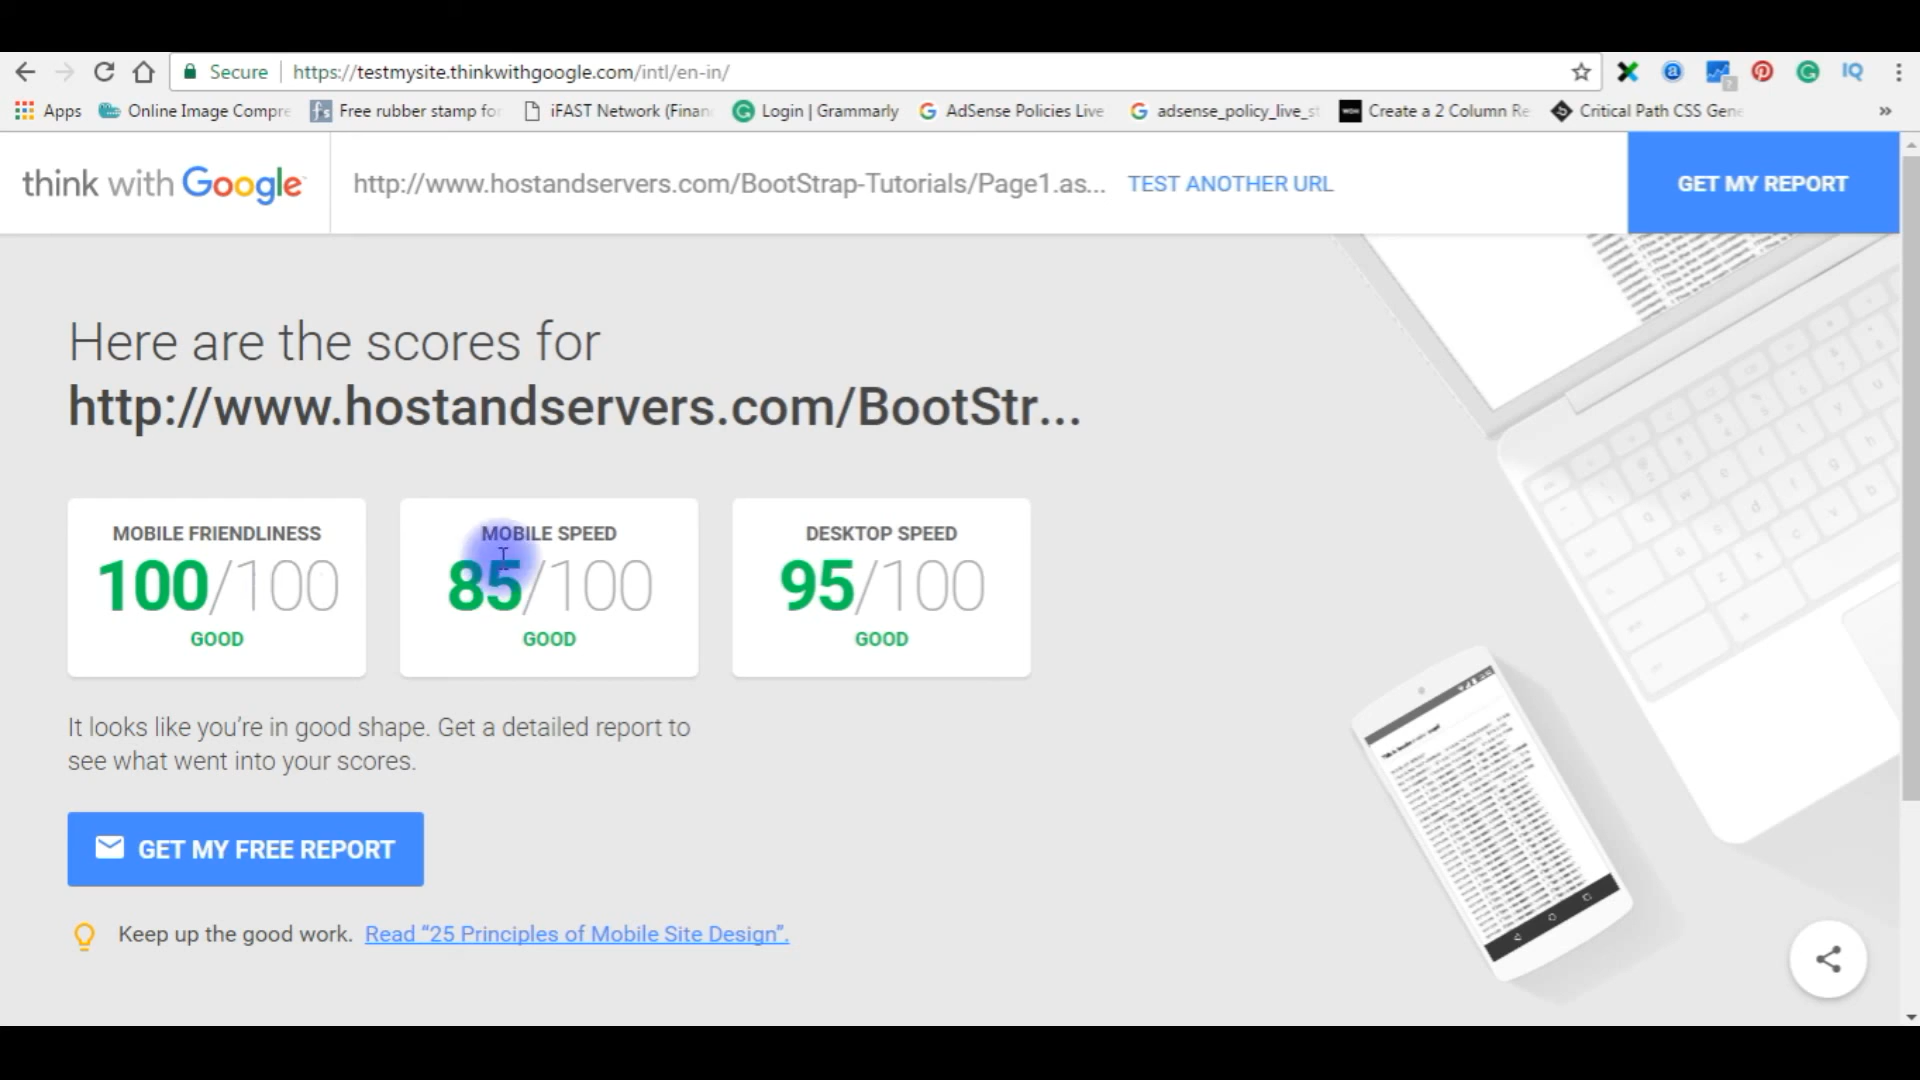 Secure https://testmysite.thinkwithgoogle.com/intl/en-in/
Apps Online Image Compre Free rubber stamp for iFAST Network (Finan Login | Grammarly AdSense Policies Live adsense_policy_live_st Create a 2 Column Re Critical Path CSS Gene »
think with Google http://www.hostandservers.com/BootStrap-Tutorials/Page1.as... TEST ANOTHER URL GET MY REPORT
Here are the scores for
http://www.hostandservers.com/BootStr...
MOBILE FRIENDLINESS MOBILE SPEED DESKTOP SPEED
100/100 85/100 95/100
GOOD GOOD GOOD
It looks like you're in good shape. Get a detailed report to
see what went into your scores.
GET MY FREE REPORT
Keep up the good work. Read “25 Principles of Mobile Site Design”.